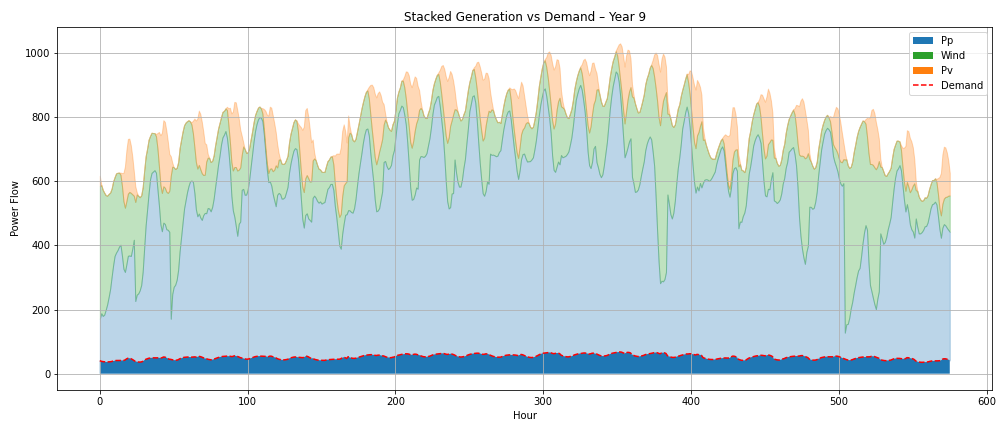 Stacked Generation vs Demand – Year 9
Power Flow
1000
800
600
400
200
0
0
100
200
300
400
500
600
Hour
Pp
Wind
Pv
Demand